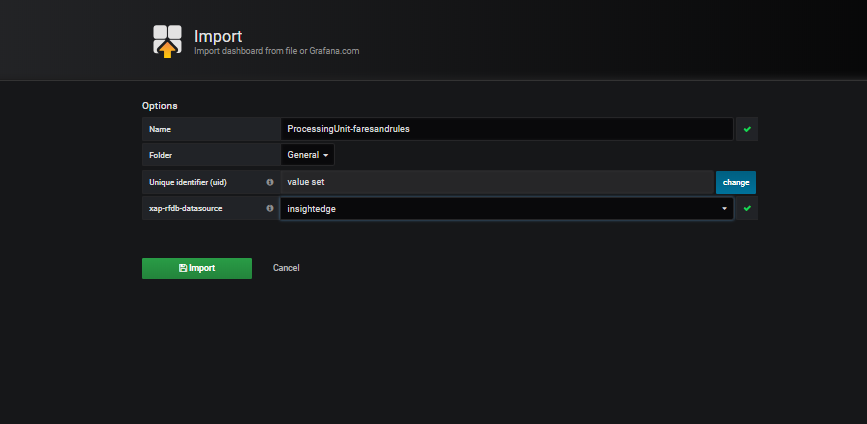 Import
Import dashboard from file or Grafana.com
Options
Name ProcessingUnit-faresandrules
Folder General
Unique identifier (uid) value set change
xap-rfdb-datasource insightedge
Import Cancel